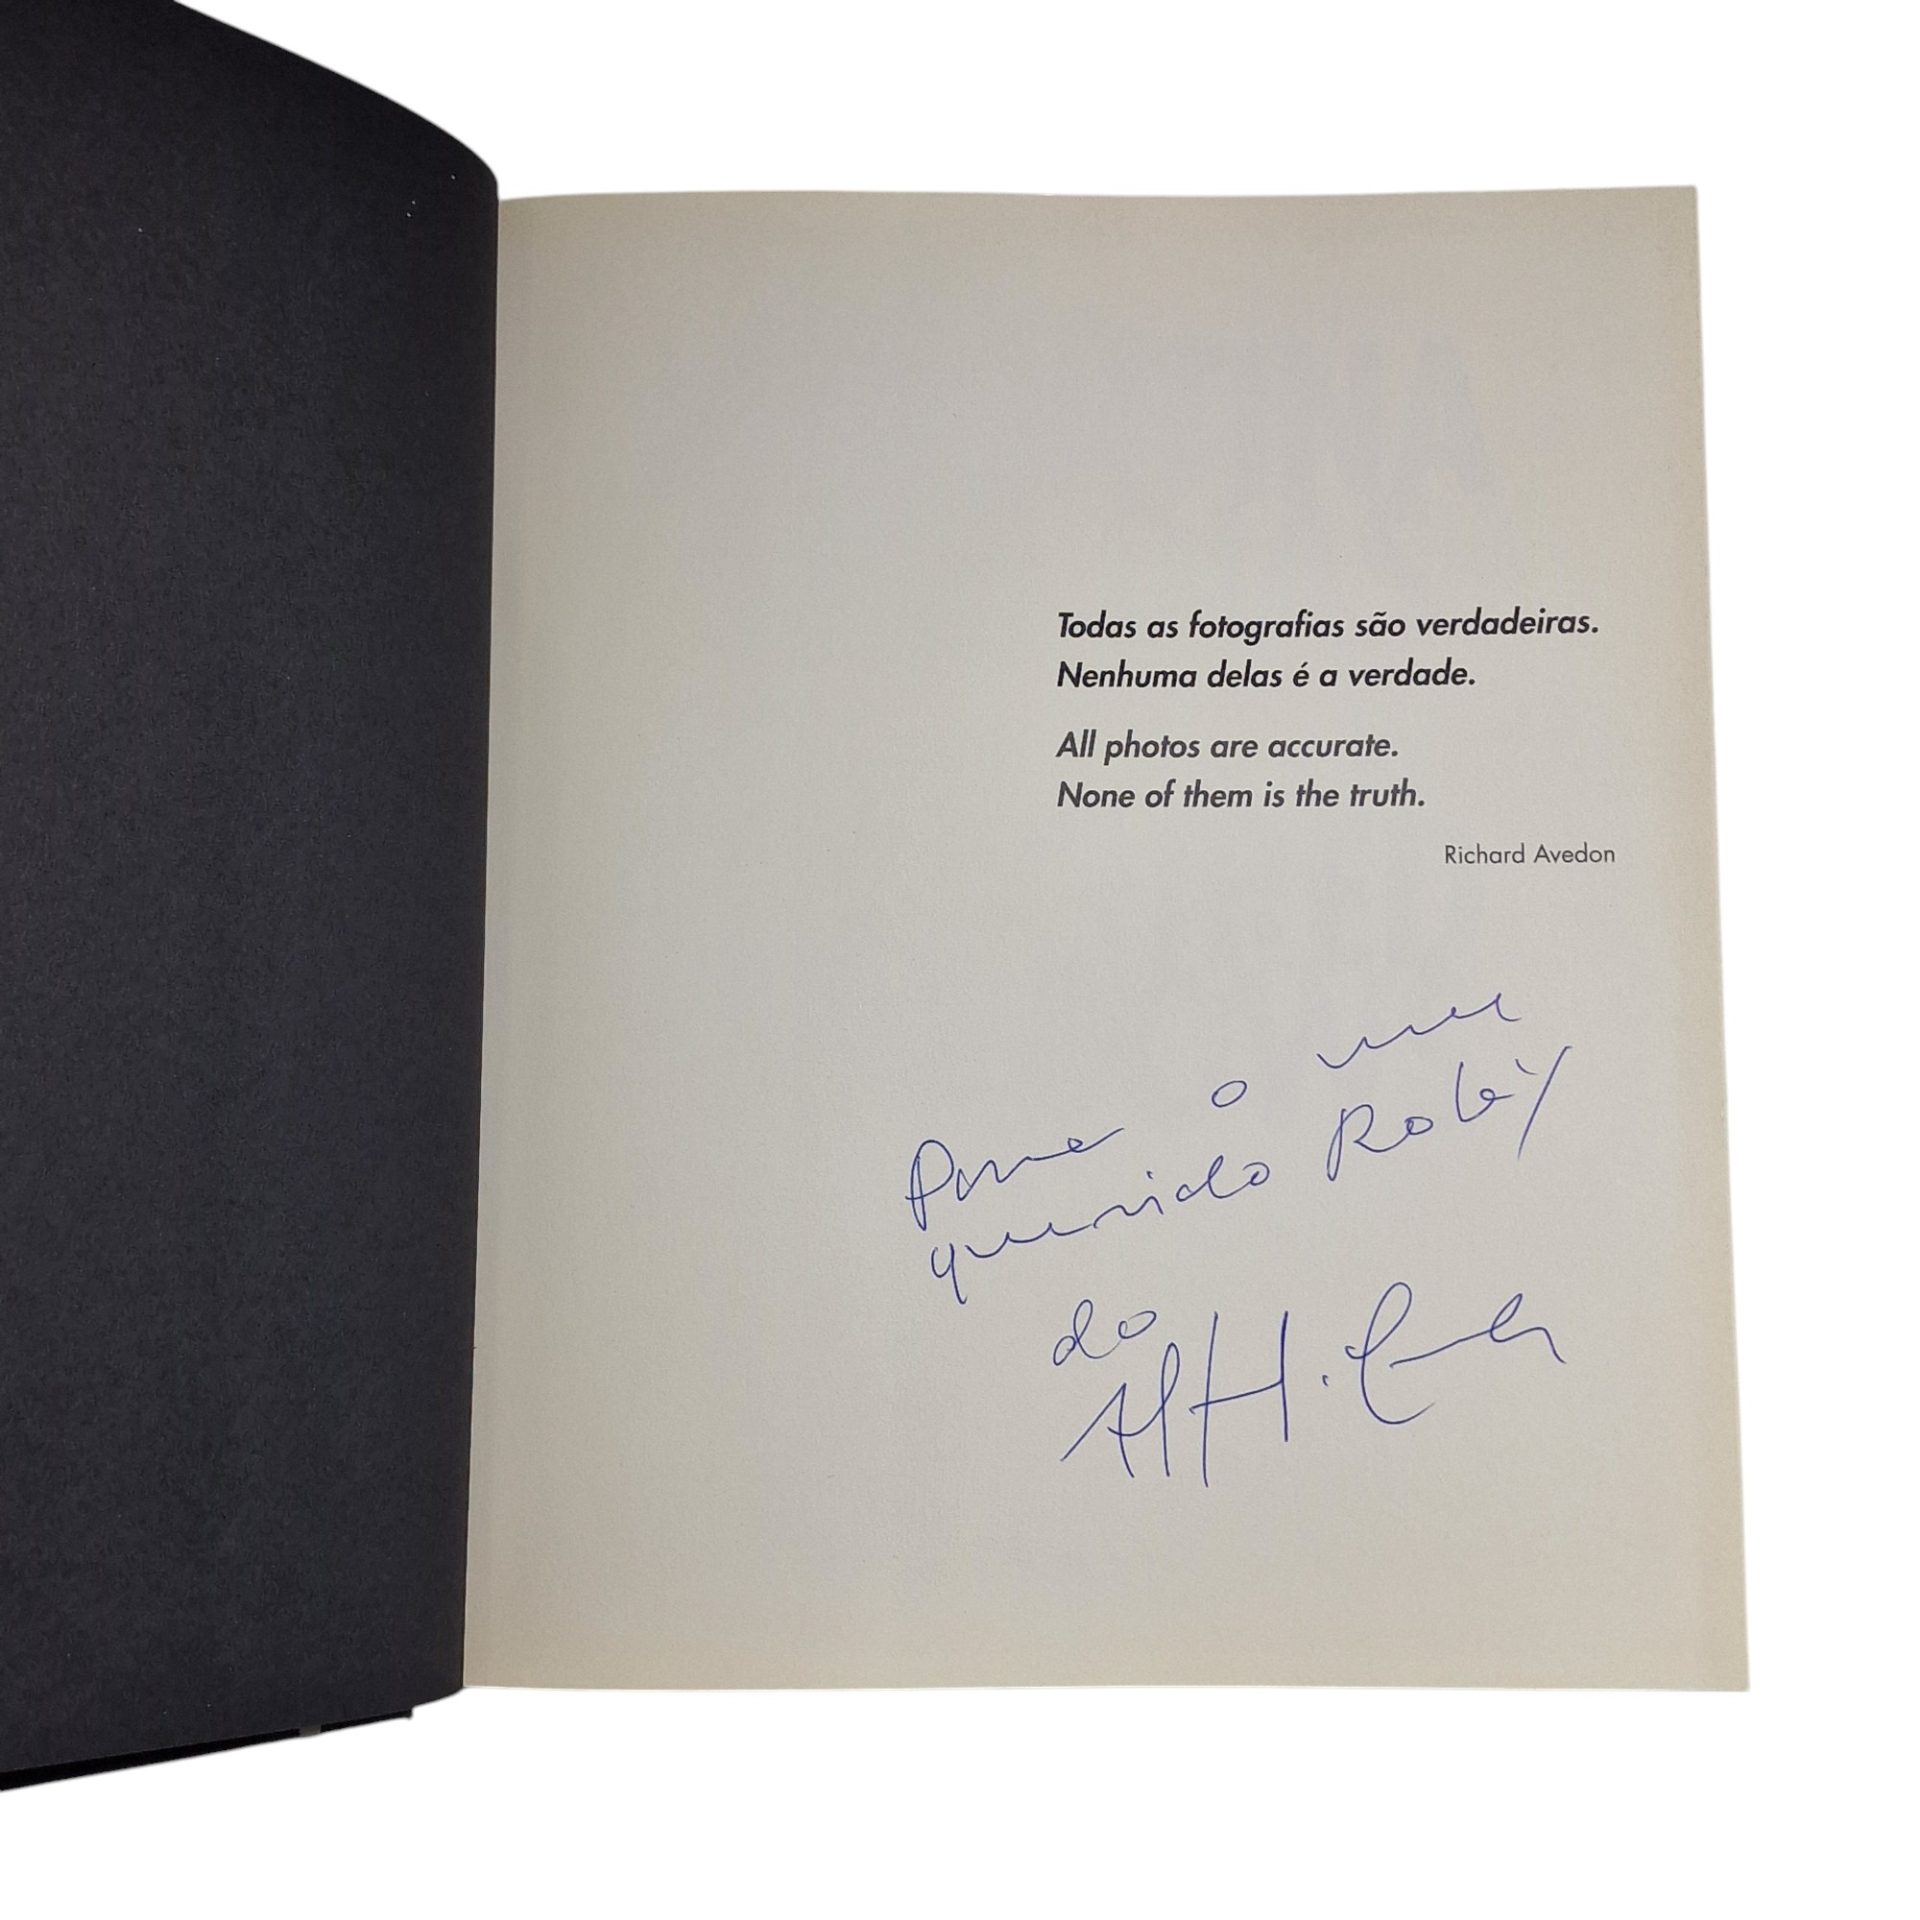 Todas as fotografias são verdadeiras.
Nenhuma delas é a verdade.
All photos are accurate.
None of them is the truth.
Richard Avedon
Para o meu
querido
do